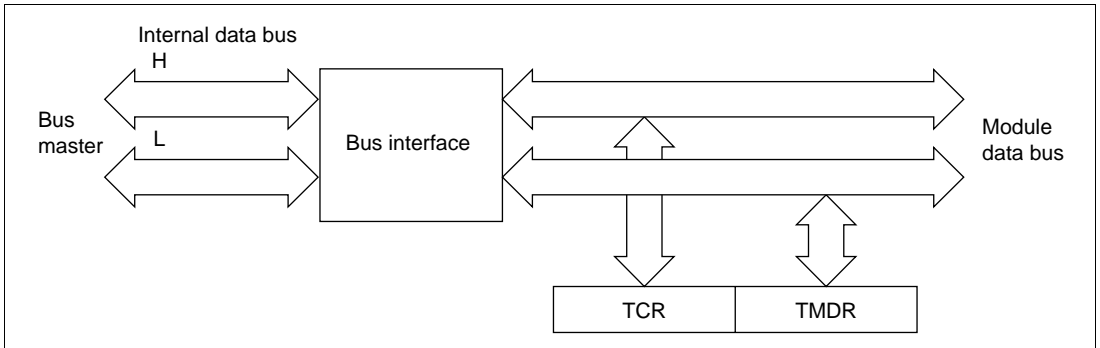 Internal data bus
H
Bus
master
L
Bus interface
Module
data bus
TCR
TMDR